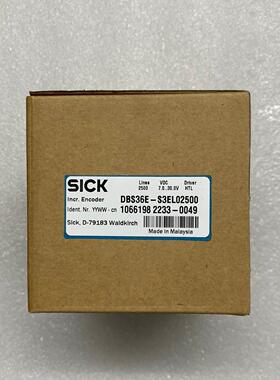 SICK Lines VDC Driver
2500 7.0..30.0V HTL
Incr. Encoder DBS36E-S3EL02500
Ident. Nr. YYWW - cn 1066198 2233-0049
Sick, D-79183 Waldkirch
Made in Malaysia